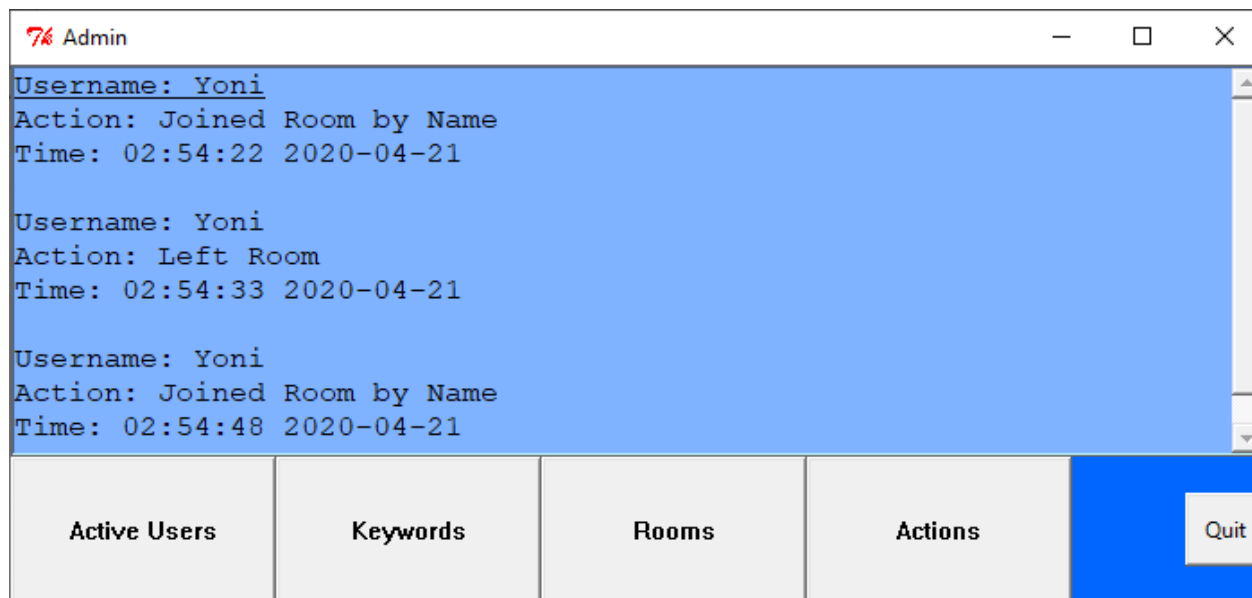 Admin
Username: Yoni
Action: Joined Room by Name
Time: 02:54:22 2020-04-21
Username: Yoni
Action: Left Room
Time: 02:54:33 2020-04-21
Username: Yoni
Action: Joined Room by Name
Time: 02:54:48 2020-04-21
Active Users
Keywords
Rooms
Actions
Quit